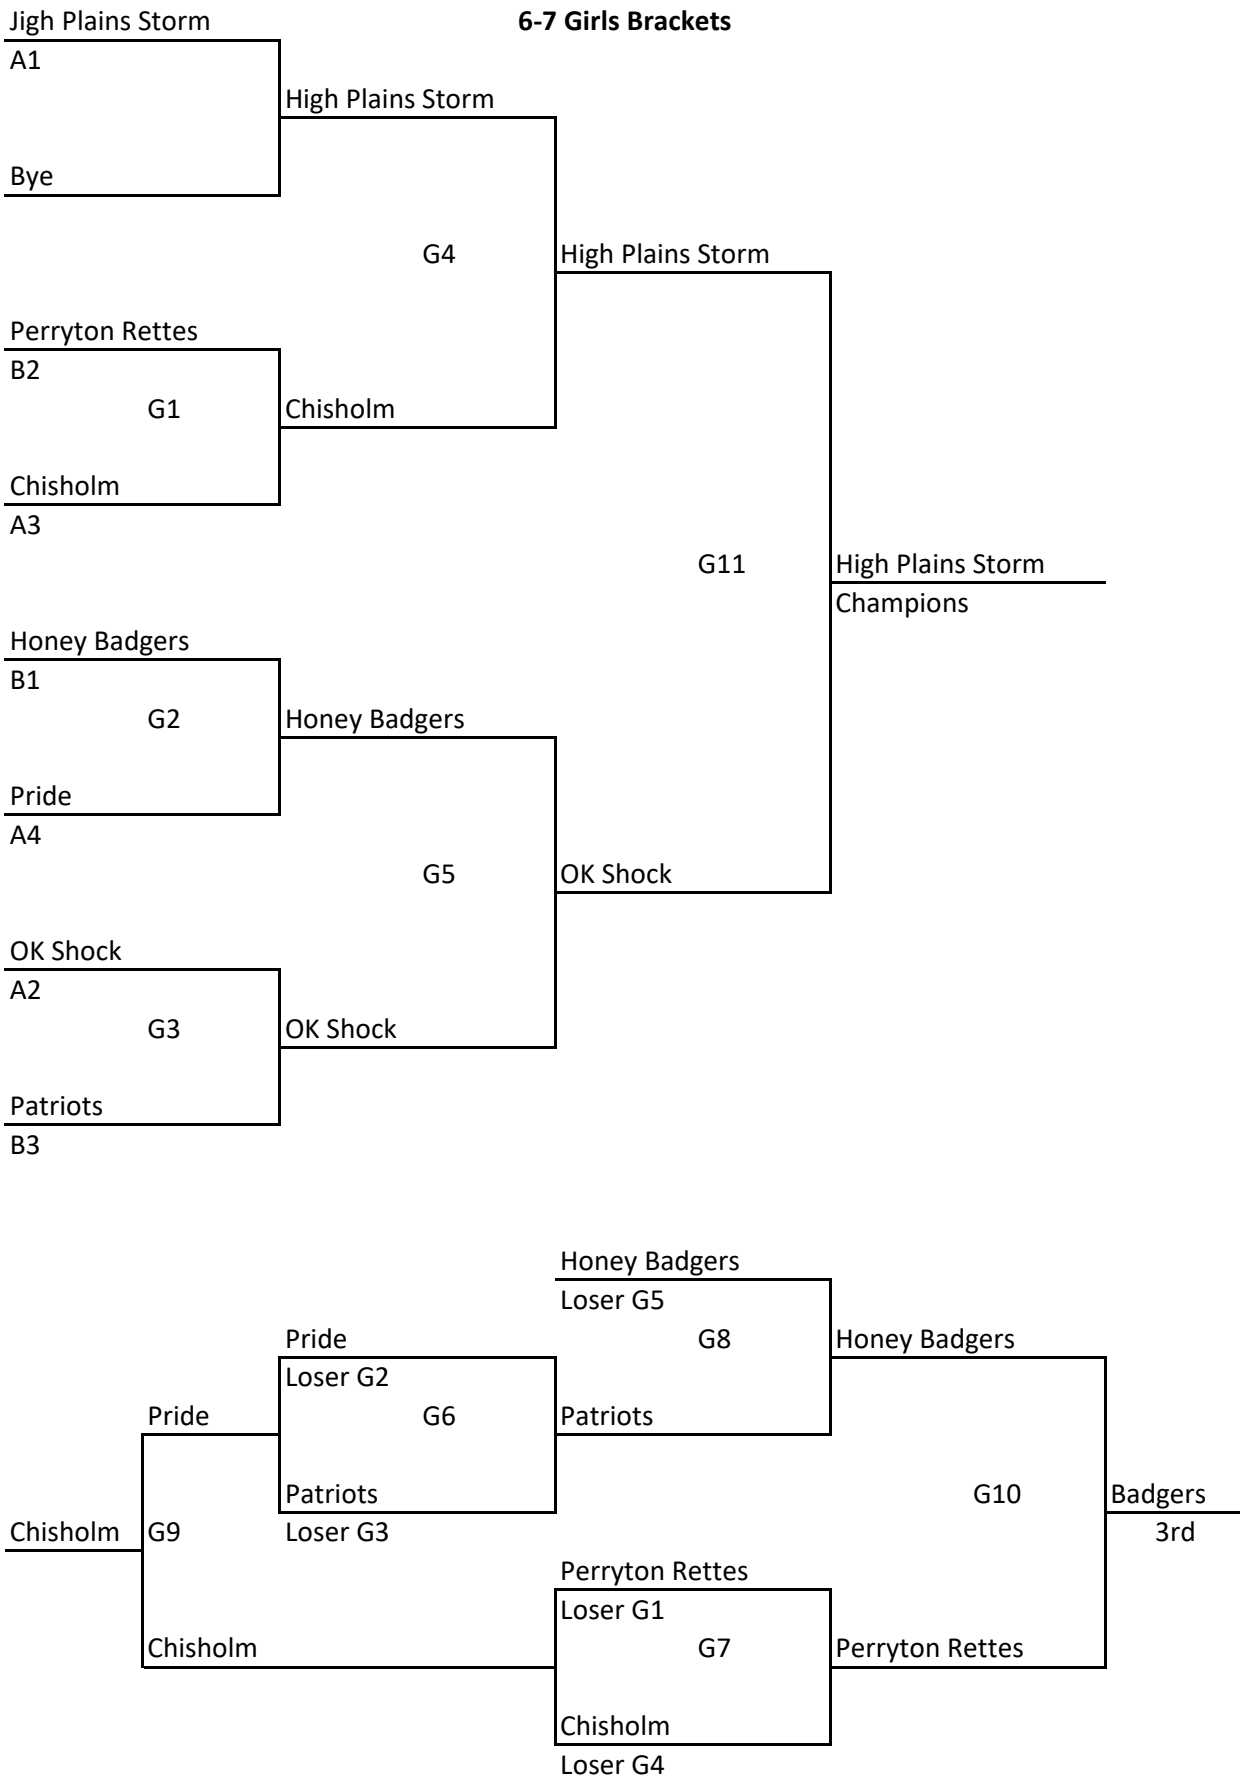 Jigh Plains Storm
6-7 Girls Brackets
A1
High Plains Storm
Bye
G4
High Plains Storm
Perryton Rettes
B2
G1
Chisholm
Chisholm
A3
G11
High Plains Storm
Champions
Honey Badgers
B1
G2
Honey Badgers
Pride
A4
G5
OK Shock
OK Shock
A2
G3
OK Shock
Patriots
B3
Honey Badgers
Loser G5
Pride
G8
Honey Badgers
Loser G2
Pride
G6
Patriots
Patriots
G10
Badgers
Chisholm
G9
Loser G3
3rd
Perryton Rettes
Loser G1
Chisholm
G7
Perryton Rettes
Chisholm
Loser G4